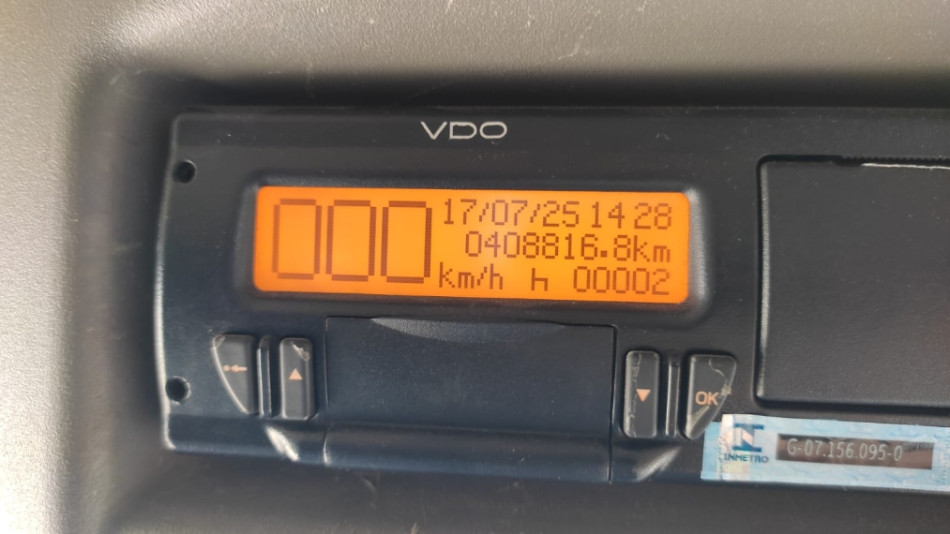 VDO
000 17/07/25 14 28
0408816.8km
km/h h 00002
OK
INMETRO G-07.156.095-0